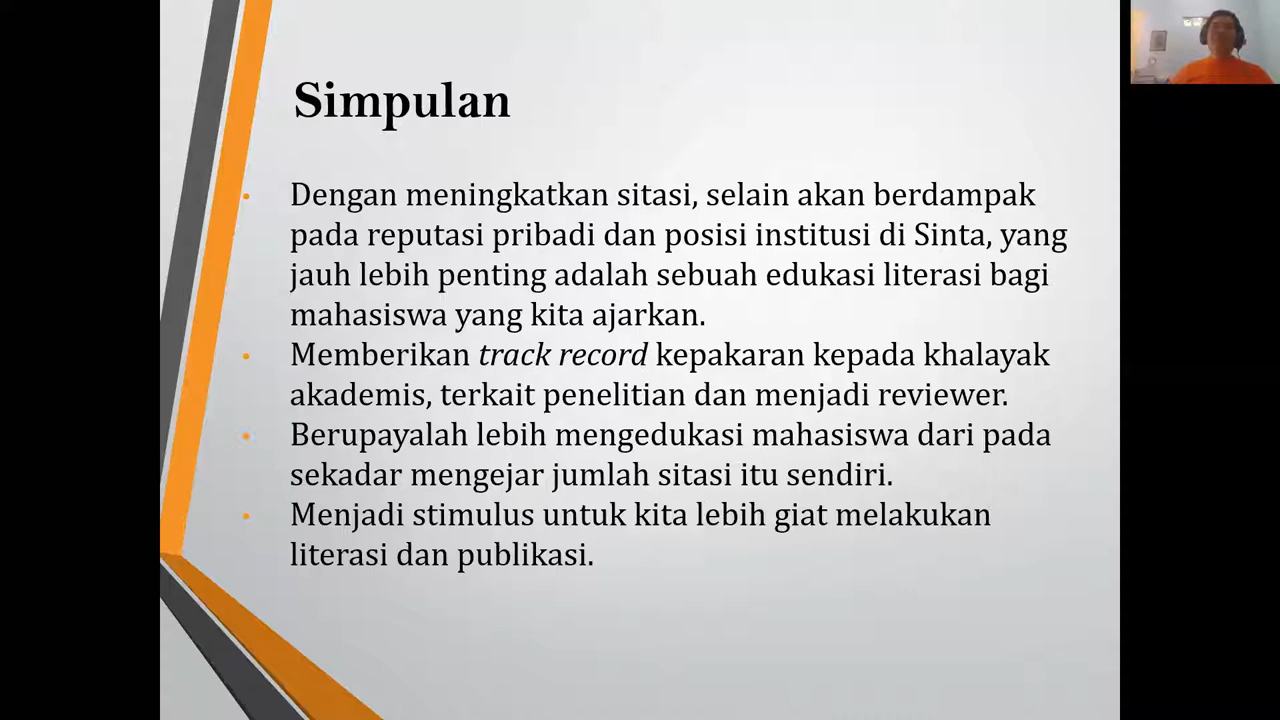 Simpulan
• Dengan meningkatkan sitasi, selain akan berdampak
pada reputasi pribadi dan posisi institusi di Sinta, yang
jauh lebih penting adalah sebuah edukasi literasi bagi
mahasiswa yang kita ajarkan.
• Memberikan track record kepakaran kepada khalayak
akademis, terkait penelitian dan menjadi reviewer.
• Berupayalah lebih mengedukasi mahasiswa dari pada
sekadar mengejar jumlah sitasi itu sendiri.
• Menjadi stimulus untuk kita lebih giat melakukan
literasi dan publikasi.